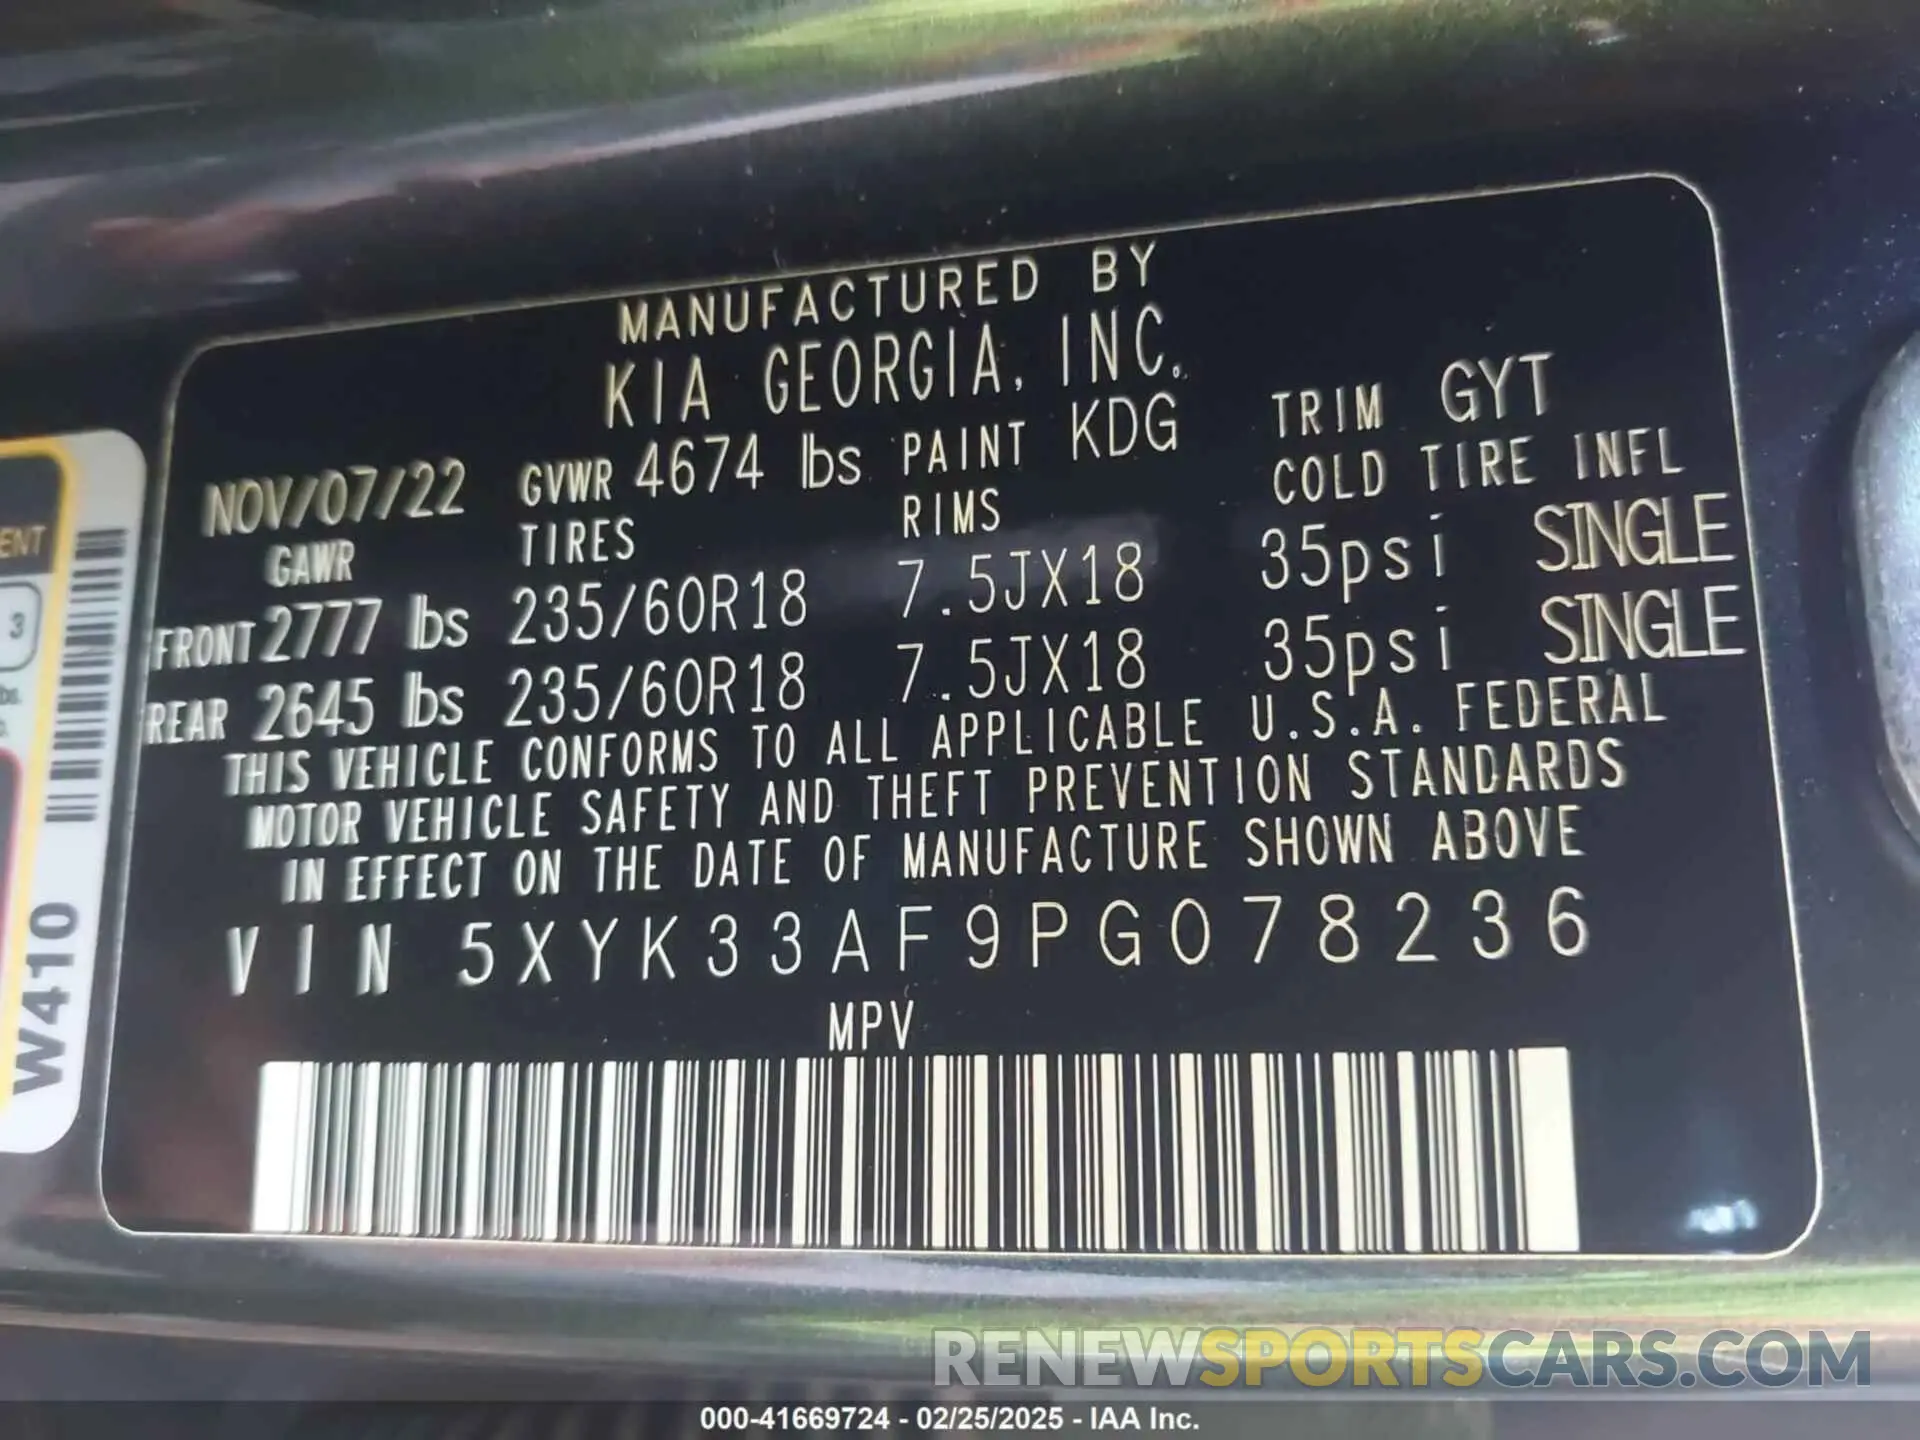 MANUFACTURED BY
KIA GEORGIA, INC.
NOV/07/22 GVWR 4674 lbs PAINT KDG TRIM GYT
GAWR TIRES RIMS COLD TIRE INFL
FRONT 2777 lbs 235/60R18 7.5JX18 35psi SINGLE
REAR 2645 lbs 235/60R18 7.5JX18 35psi SINGLE
THIS VEHICLE CONFORMS TO ALL APPLICABLE U.S.A. FEDERAL
MOTOR VEHICLE SAFETY AND THEFT PREVENTION STANDARDS
IN EFFECT ON THE DATE OF MANUFACTURE SHOWN ABOVE
VIN 5XYK33AF9PG078236
MPV
ENT
3
W410
RENEWSPORTSCARS.COM
000-41669724 - 02/25/2025 - IAA Inc.